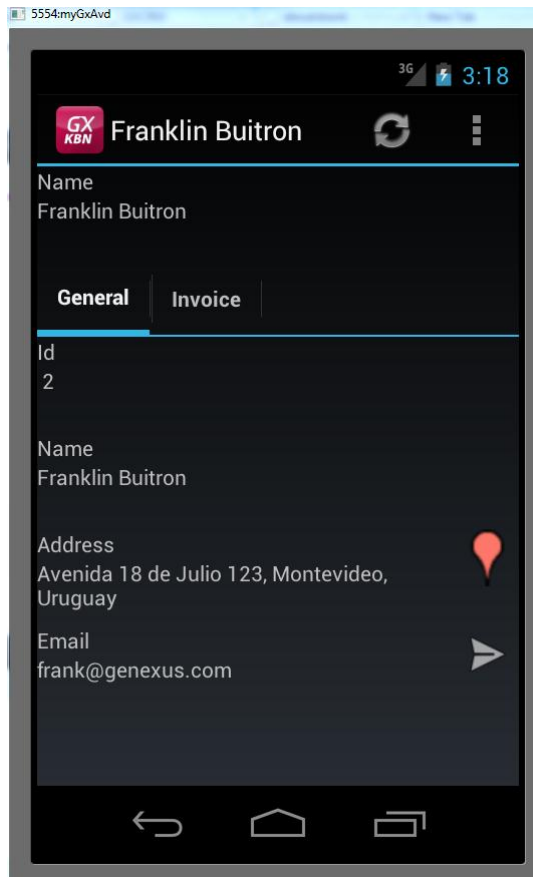 5554:myGxAvd
3G 3:18
GX
KBN
Franklin Buitron
Name
Franklin Buitron
General Invoice
Id
2
Name
Franklin Buitron
Address
Avenida 18 de Julio 123, Montevideo,
Uruguay
Email
frank@genexus.com